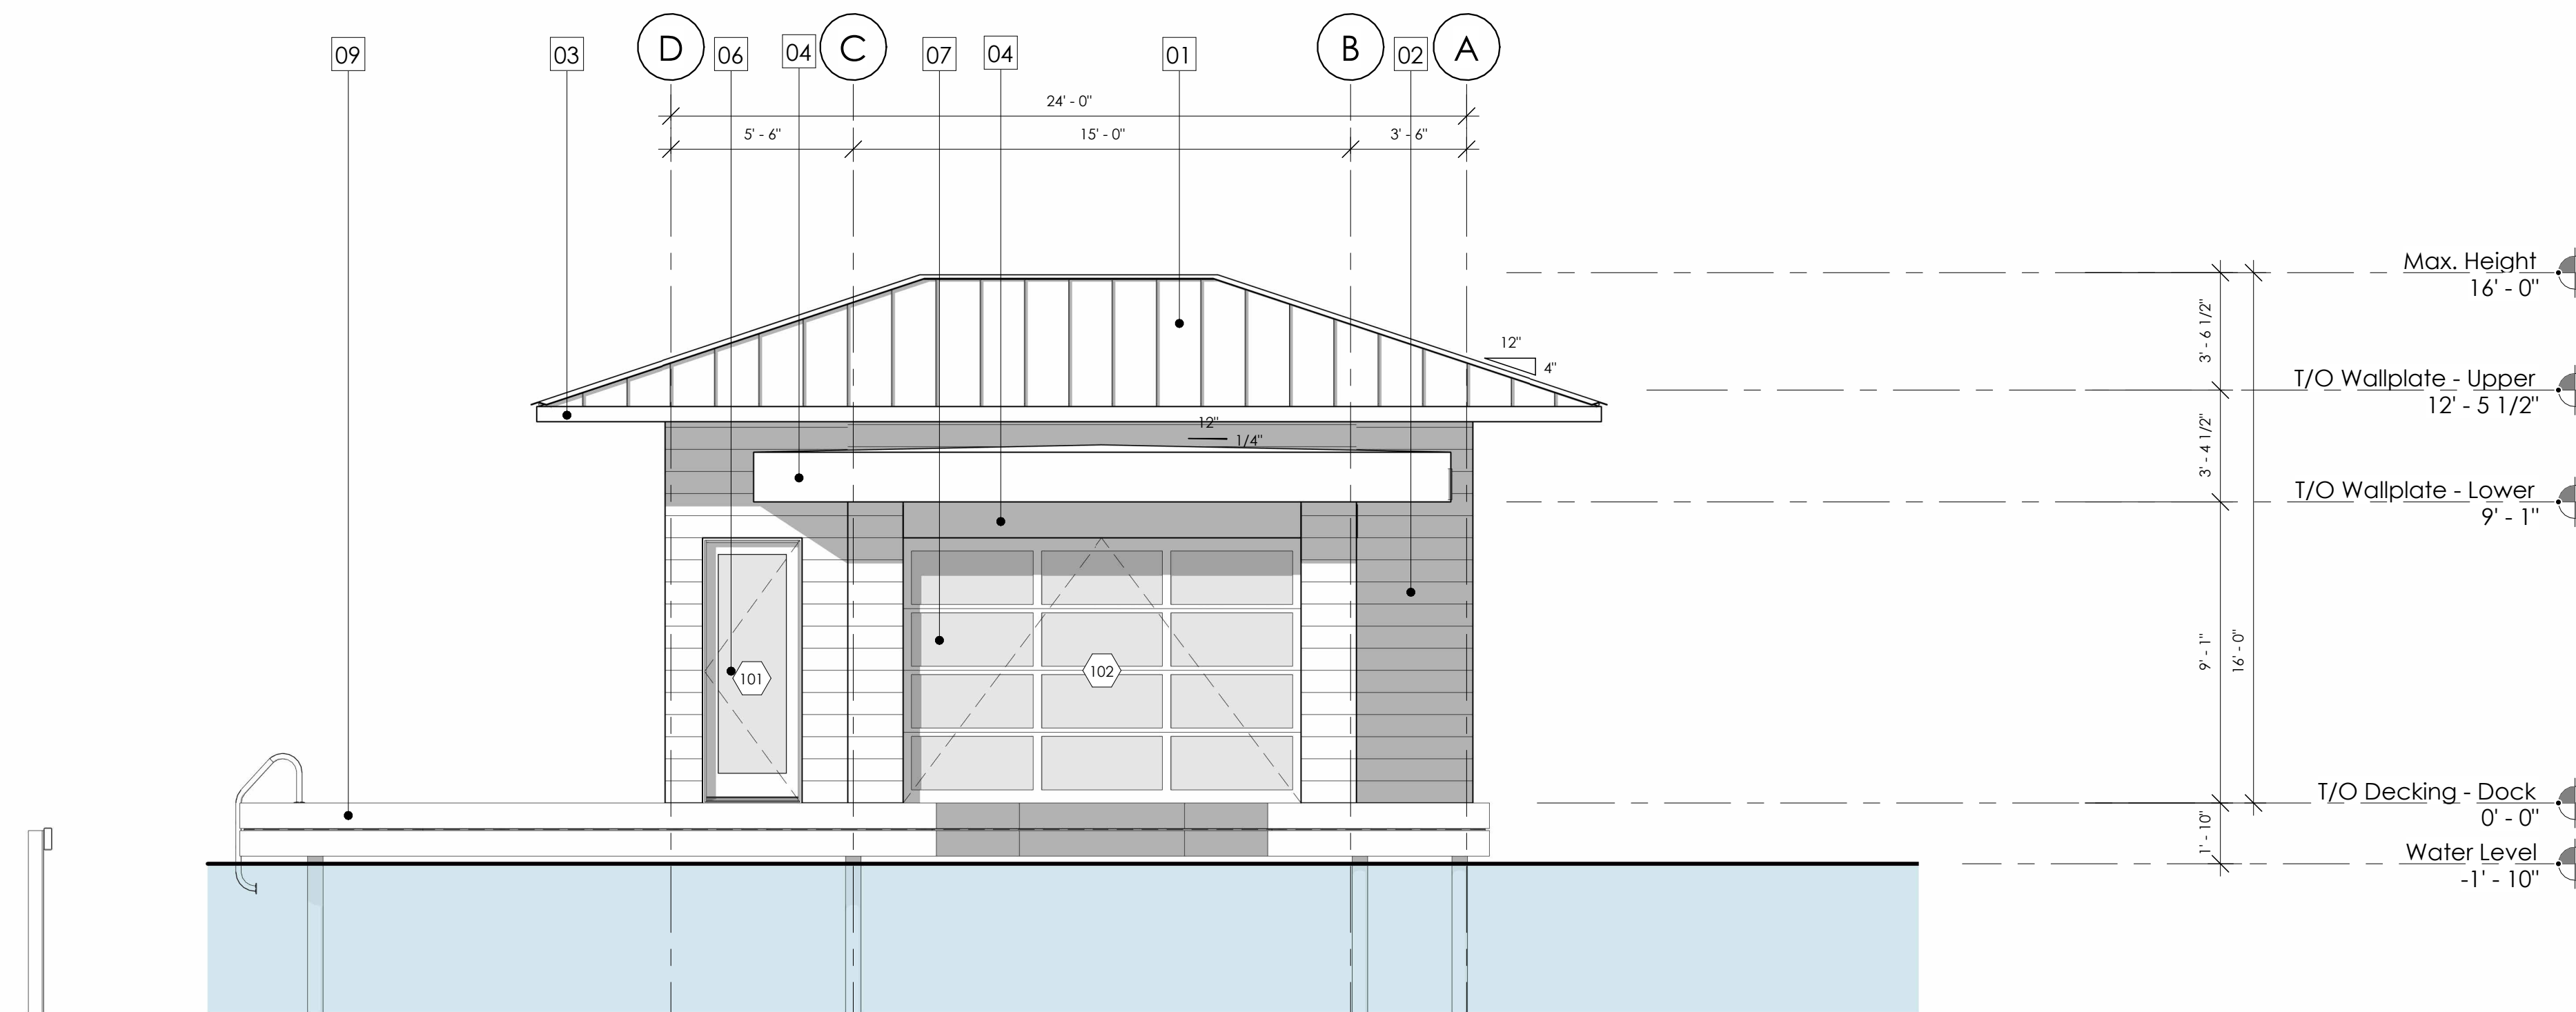 09
03
D
06
04
C
07
04
01
B
02
A
24' - 0"
5' - 6"
15' - 0"
3' - 6"
Max. Height
16' - 0"
3' - 6 1/2"
12"
4"
T/O Wallplate - Upper
12' - 5 1/2"
12"
1/4"
3' - 4 1/2"
T/O Wallplate - Lower
9' - 1"
9' - 1"
16' - 0"
101
102
T/O Decking - Dock
0' - 0"
1' - 10"
Water Level
-1' - 10"